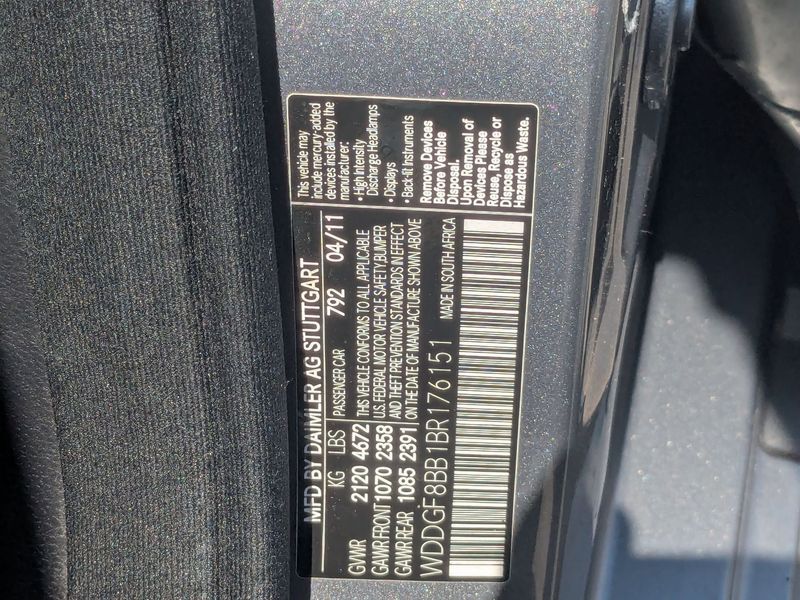 MFD BY DAIMLER AG STUTTGART
KG LBS PASSENGER CAR 792 04/11
GVWR 2120 4672
GAWR FRONT 1070 2358
GAWR REAR 1085 2391
THIS VEHICLE CONFORMS TO ALL APPLICABLE
U.S. FEDERAL MOTOR VEHICLE SAFETY, BUMPER
AND THEFT PREVENTION STANDARDS IN EFFECT
ON THE DATE OF MANUFACTURE SHOWN ABOVE
WDDGF8BB1BR176151 MADE IN SOUTH AFRICA
This vehicle may
include mercury-added
devices installed by the
manufacturer:
• High Intensity
Discharge Headlamps
• Displays
• Back-lit Instruments
Remove Devices
Before Vehicle
Disposal.
Upon Removal of
Devices Please
Reuse, Recycle or
Dispose as
Hazardous Waste.